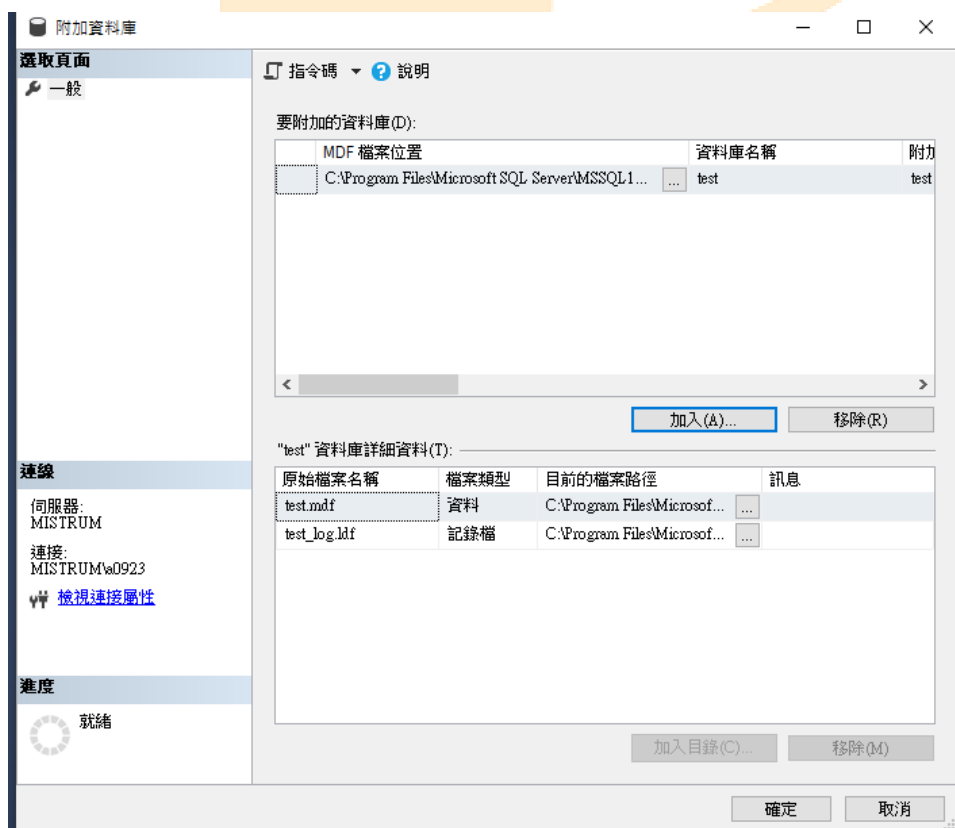 附加資料庫
選取頁面
一般
指令碼 說明
要附加的資料庫(D):
MDF 檔案位置 資料庫名稱 附加
C:\Program Files\Microsoft SQL Server\MSSQL1... ... test test
加入(A)... 移除(R)
"test" 資料庫詳細資料(T):
原始檔案名稱 檔案類型 目前的檔案路徑 訊息
test.mdf 資料 C:\Program Files\Microsof... ...
test_log.ldf 記錄檔 C:\Program Files\Microsof... ...
連線
伺服器:
MISTRUM
連接:
MISTRUM\a0923
檢視連接屬性
進度
就緒
加入目錄(C)... 移除(M)
確定 取消